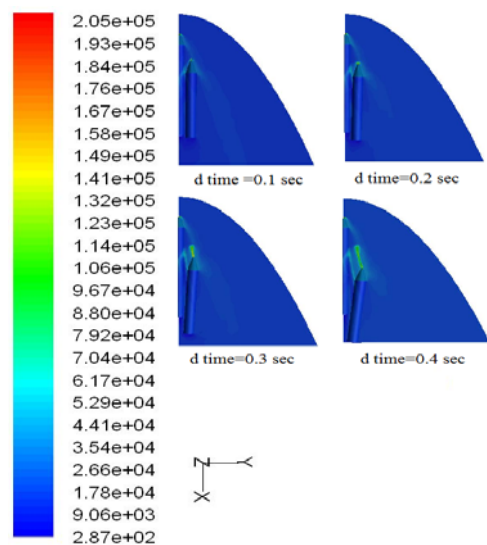 2.05e+05
1.93e+05
1.84e+05
1.76e+05
1.67e+05
1.58e+05
1.49e+05
1.41e+05
1.32e+05
1.23e+05
1.14e+05
1.06e+05
9.67e+04
8.80e+04
7.92e+04
7.04e+04
6.17e+04
5.29e+04
4.41e+04
3.54e+04
2.66e+04
1.78e+04
9.06e+03
2.87e+02
d time =0.1 sec
d time=0.2 sec
d time=0.3 sec
d time=0.4 sec
Z
Y
X